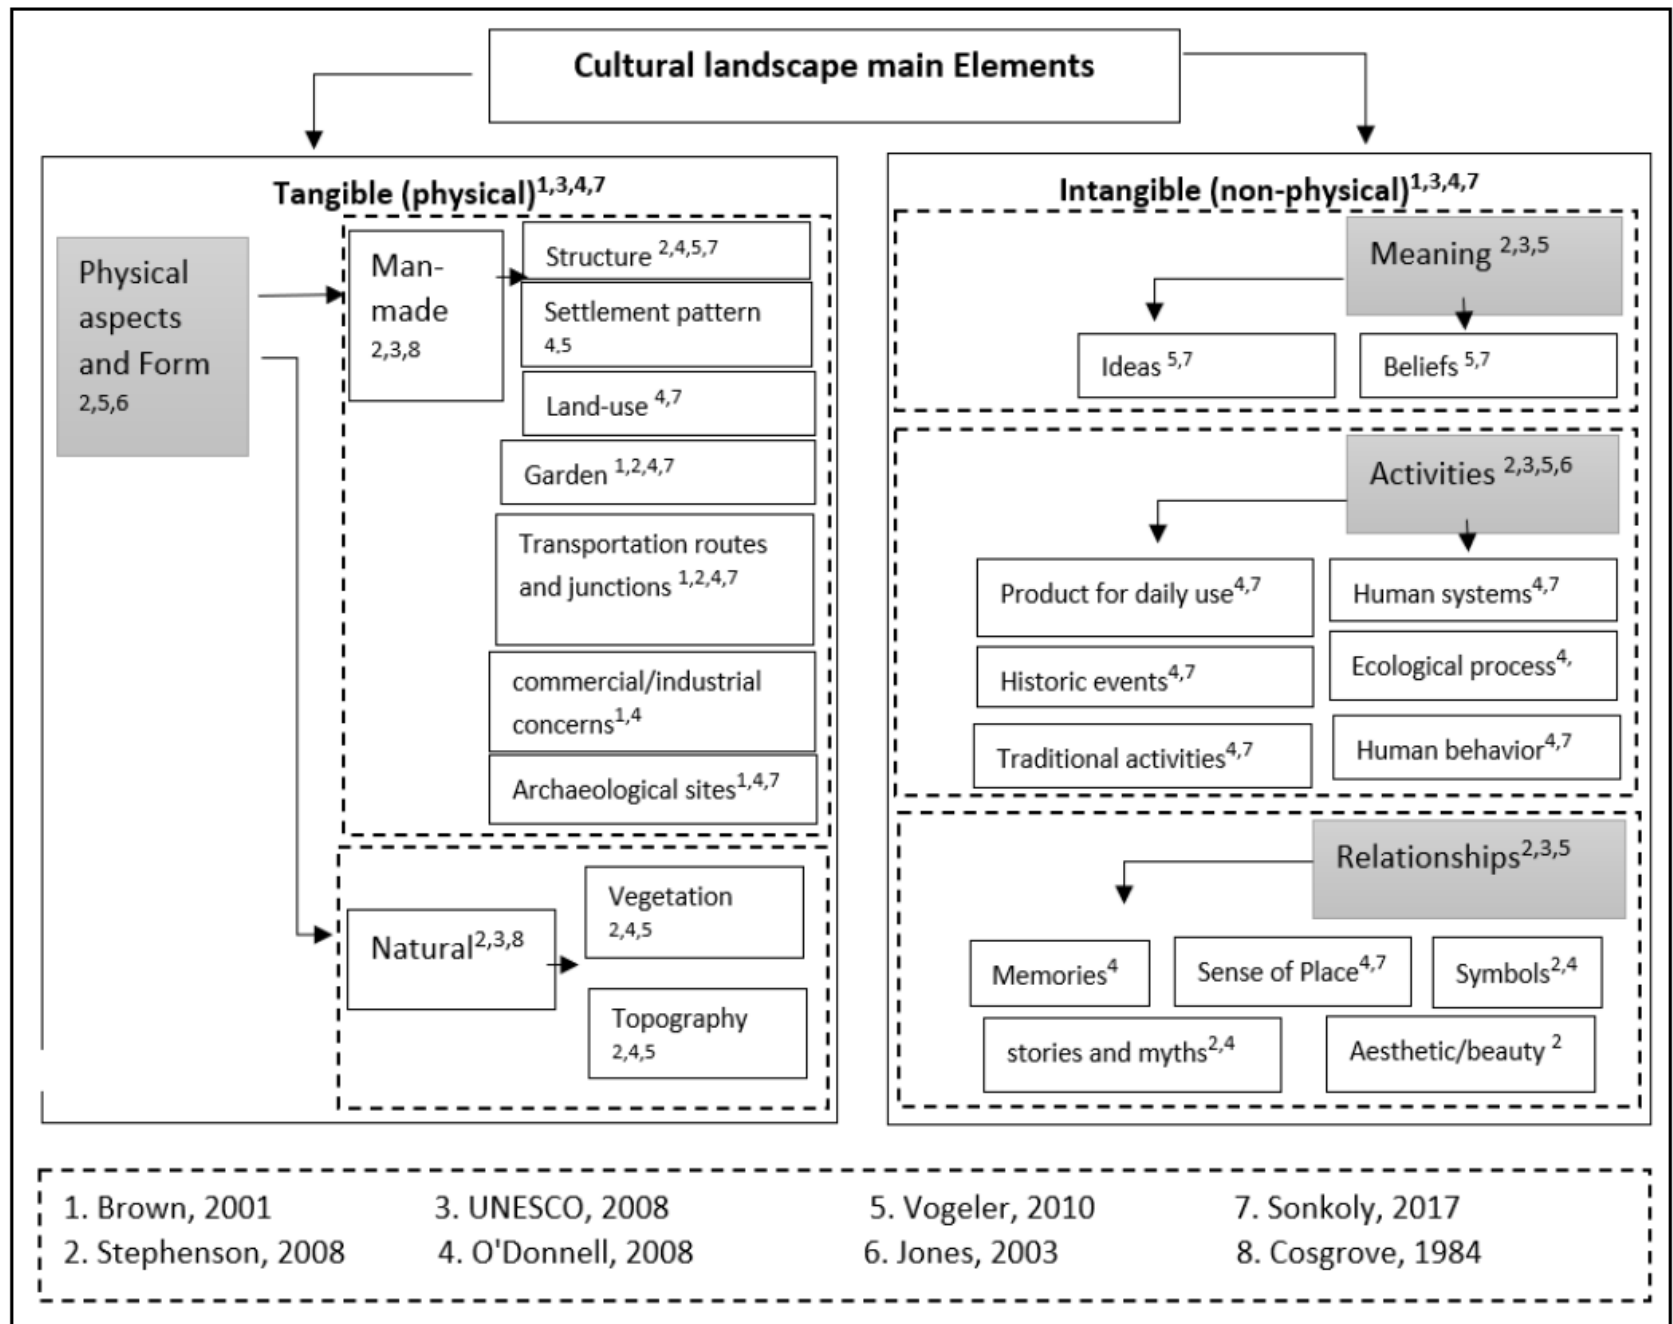 Cultural landscape main Elements
Tangible (physical)1,3,4,7
Physical
aspects
and Form
2,5,6
Man-
made
2,3,8
Structure 2,4,5,7
Settlement pattern
4,5
Land-use 4,7
Garden 1,2,4,7
Transportation routes
and junctions 1,2,4,7
commercial/industrial
concerns1,4
Archaeological sites1,4,7
Natural2,3,8
Vegetation
2,4,5
Topography
2,4,5
Intangible (non-physical)1,3,4,7
Meaning 2,3,5
Ideas 5,7
Beliefs 5,7
Activities 2,3,5,6
Product for daily use4,7
Human systems4,7
Historic events4,7
Ecological process4,
Traditional activities4,7
Human behavior4,7
Relationships2,3,5
Memories4
Sense of Place4,7
Symbols2,4
stories and myths2,4
Aesthetic/beauty 2
1. Brown, 2001
3. UNESCO, 2008
5. Vogeler, 2010
7. Sonkoly, 2017
2. Stephenson, 2008
4. O'Donnell, 2008
6. Jones, 2003
8. Cosgrove, 1984